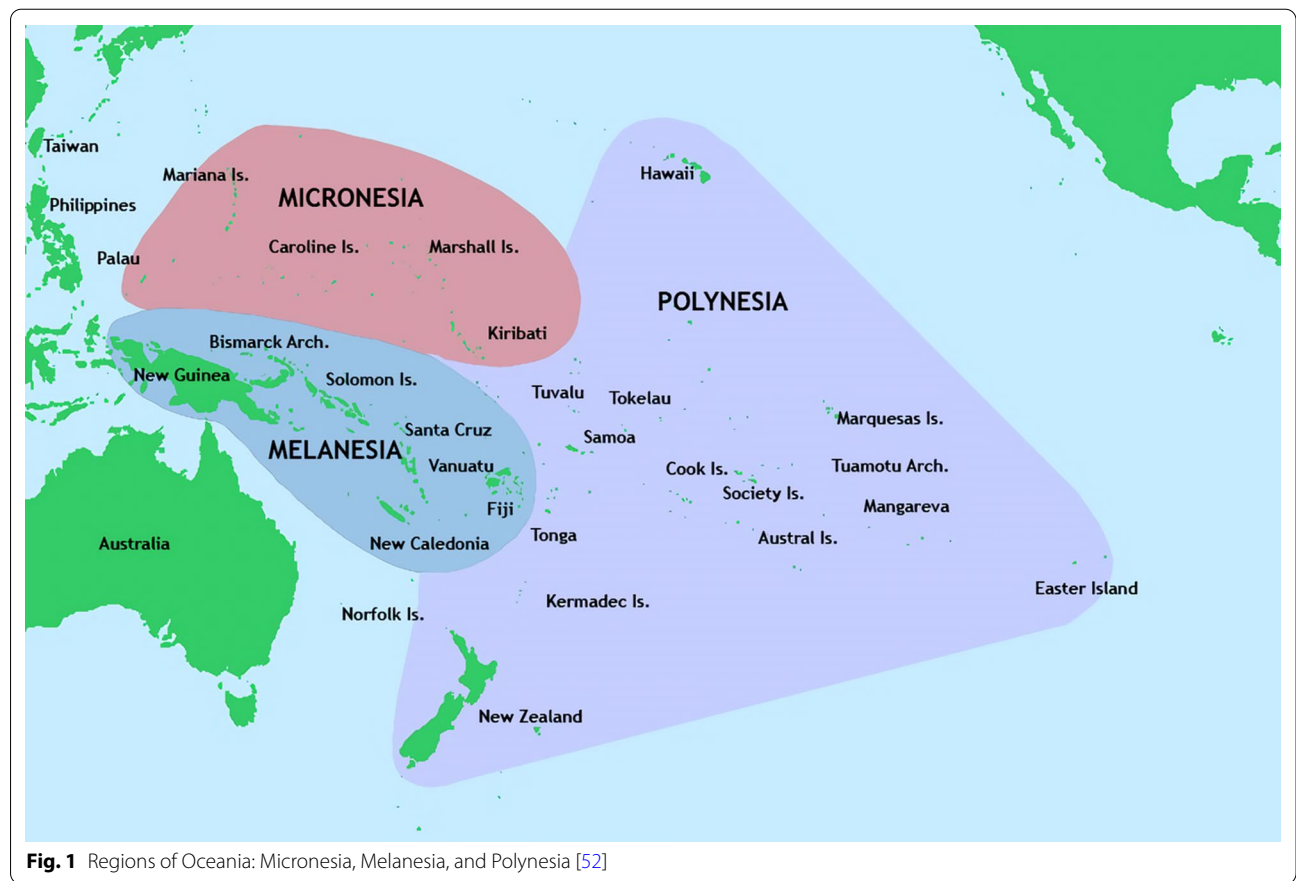 Taiwan
Hawaii
Mariana Is.
MICRONESIA
Philippines
Caroline Is.
Marshall Is.
Palau
POLYNESIA
Kiribati
Bismarck Arch.
New Guinea
Solomon Is.
Tuvalu
Tokelau
Marquesas Is.
Santa Cruz
Samoa
MELANESIA
Vanuatu
Cook Is.
Tuamotu Arch.
Society Is.
Fiji
Mangareva
Tonga
Austral Is.
Australia
New Caledonia
Easter Island
Kermadec Is.
Norfolk Is.
New Zealand
Fig. 1 Regions of Oceania: Micronesia, Melanesia, and Polynesia [52]